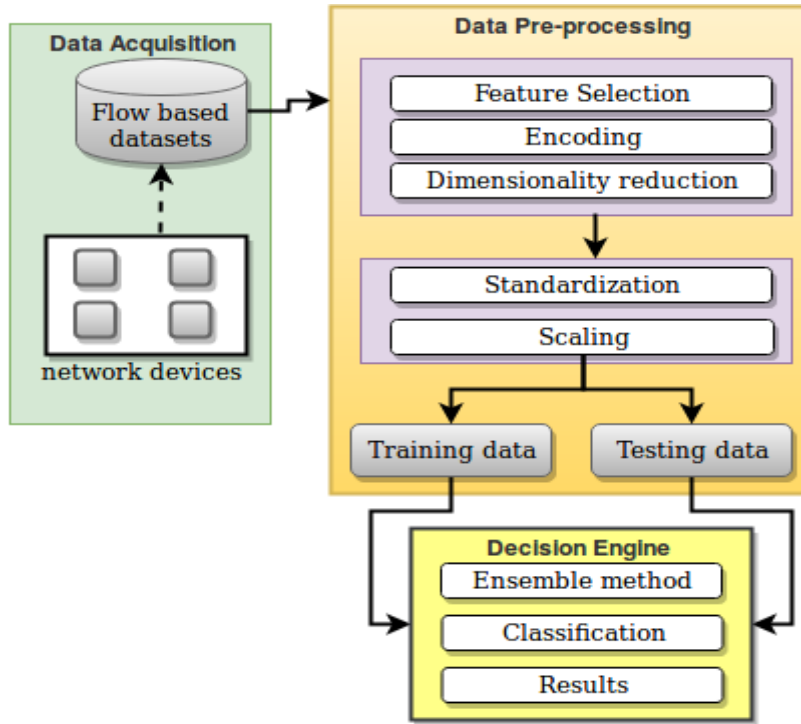 Data Acquisition
Flow based
datasets
network devices
Data Pre-processing
Feature Selection
Encoding
Dimensionality reduction
Standardization
Scaling
Training data
Testing data
Decision Engine
Ensemble method
Classification
Results